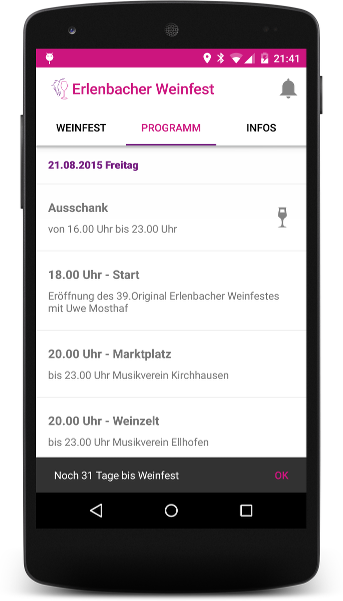 21:41
Erlenbacher Weinfest
WEINFEST PROGRAMM INFOS
21.08.2015 Freitag
Ausschank
von 16.00 Uhr bis 23.00 Uhr
18.00 Uhr - Start
Eröffnung des 39.Original Erlenbacher Weinfestes
mit Uwe Mosthaf
20.00 Uhr - Marktplatz
bis 23.00 Uhr Musikverein Kirchhausen
20.00 Uhr - Weinzelt
bis 23.00 Uhr Musikverein Ellhofen
Noch 31 Tage bis Weinfest OK